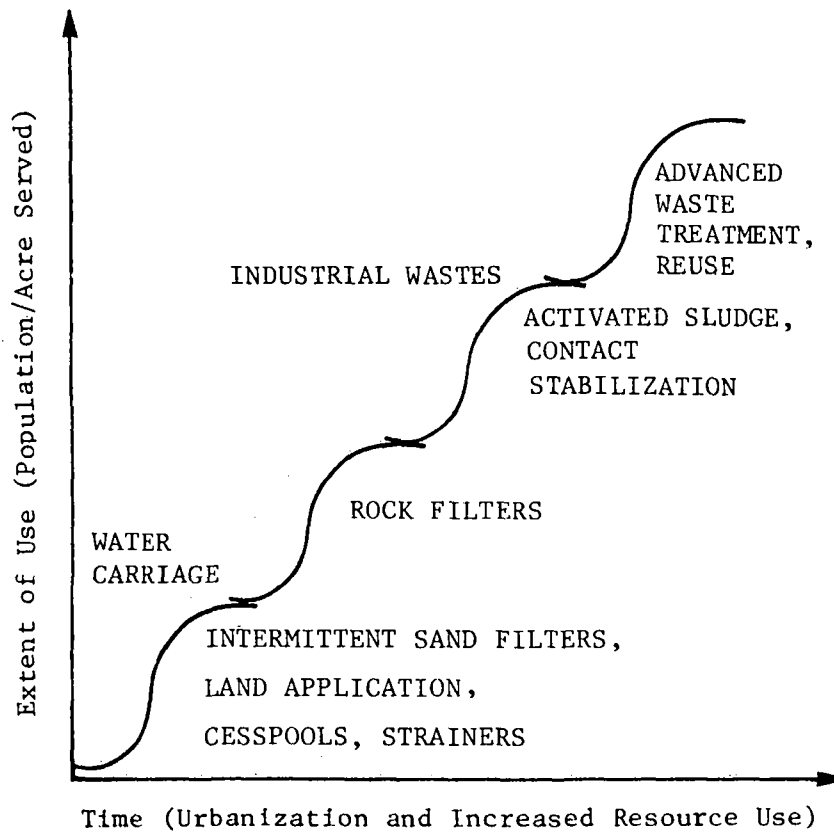 Extent of Use (Population/Acre Served)
ADVANCED
WASTE
TREATMENT,
REUSE
INDUSTRIAL WASTES
ACTIVATED SLUDGE,
CONTACT
STABILIZATION
ROCK FILTERS
WATER
CARRIAGE
INTERMITTENT SAND FILTERS,
LAND APPLICATION,
CESSPOOLS, STRAINERS
Time (Urbanization and Increased Resource Use)